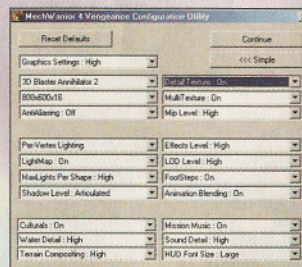 MechWarrior 4 Vengeance Configuration Utility
Reset Defaults
Continue
Graphics Settings : High
<<< Simple
3D Blaster Annihilator 2
Detail Texture : On
800x600x16
MultiTexture : On
AntiAliasing : Off
Mip Level : High
Per-Vertex Lighting
Effects Level : High
LightMap : On
LOD Level : High
MaxLights Per Shape : High
FootSteps : On
Shadow Level : Articulated
Animation Blending : On
Culturals : On
Mission Music : On
Water Detail : High
Sound Detail : High
Terrain Compositing : High
HUD Font Size : Large